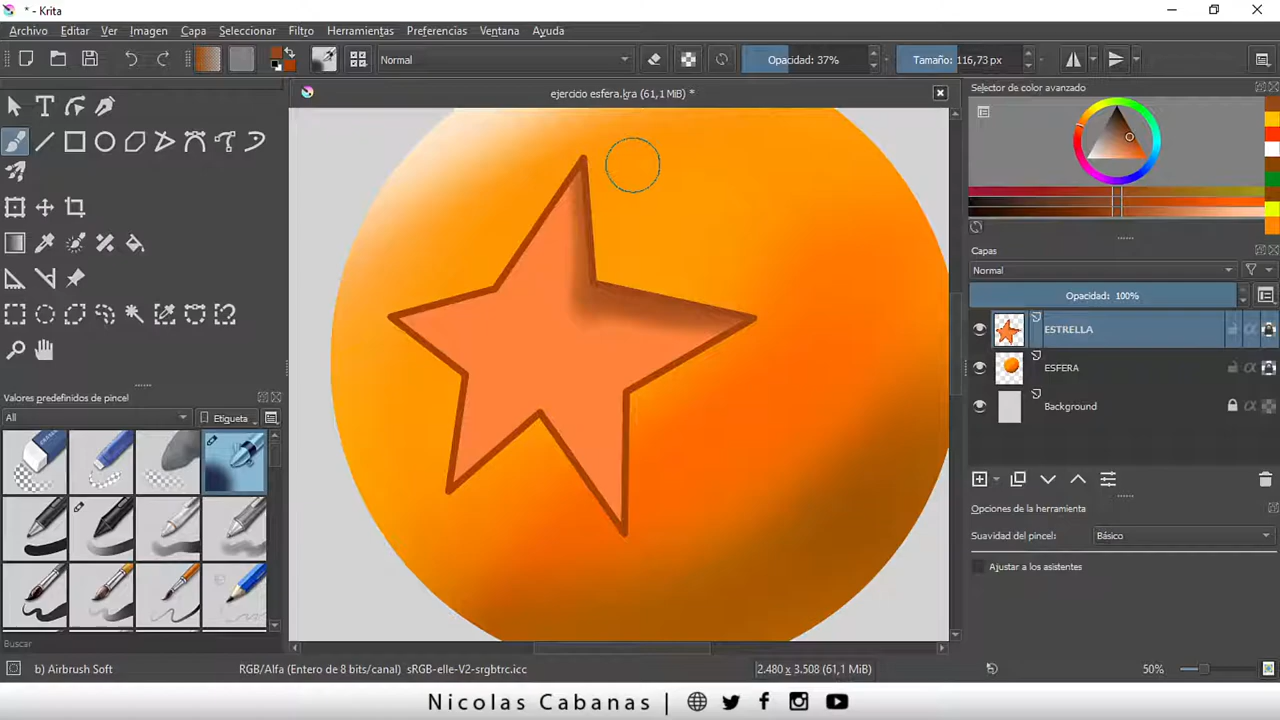 * - Krita
Archivo Editar Ver Imagen Capa Seleccionar Filtro Herramientas Preferencias Ventana Ayuda
Normal Opacidad: 37% Tamaño: 116,73 px
ejercicio esfera.kra (61,1 MiB) *
Selector de color avanzado
Capas
Normal
Opacidad: 100%
ESTRELLA
ESFERA
Background
Opciones de la herramienta
Suavidad del pincel: Básico
Ajustar a los asistentes
Valores predefinidos de pincel
All Etiqueta
Buscar
b) Airbrush Soft RGB/Alfa (Entero de 8 bits/canal) sRGB-elle-V2-srgbtrc.icc 2.480 x 3.508 (61,1 MiB) 50%
Nicolas Cabanas |